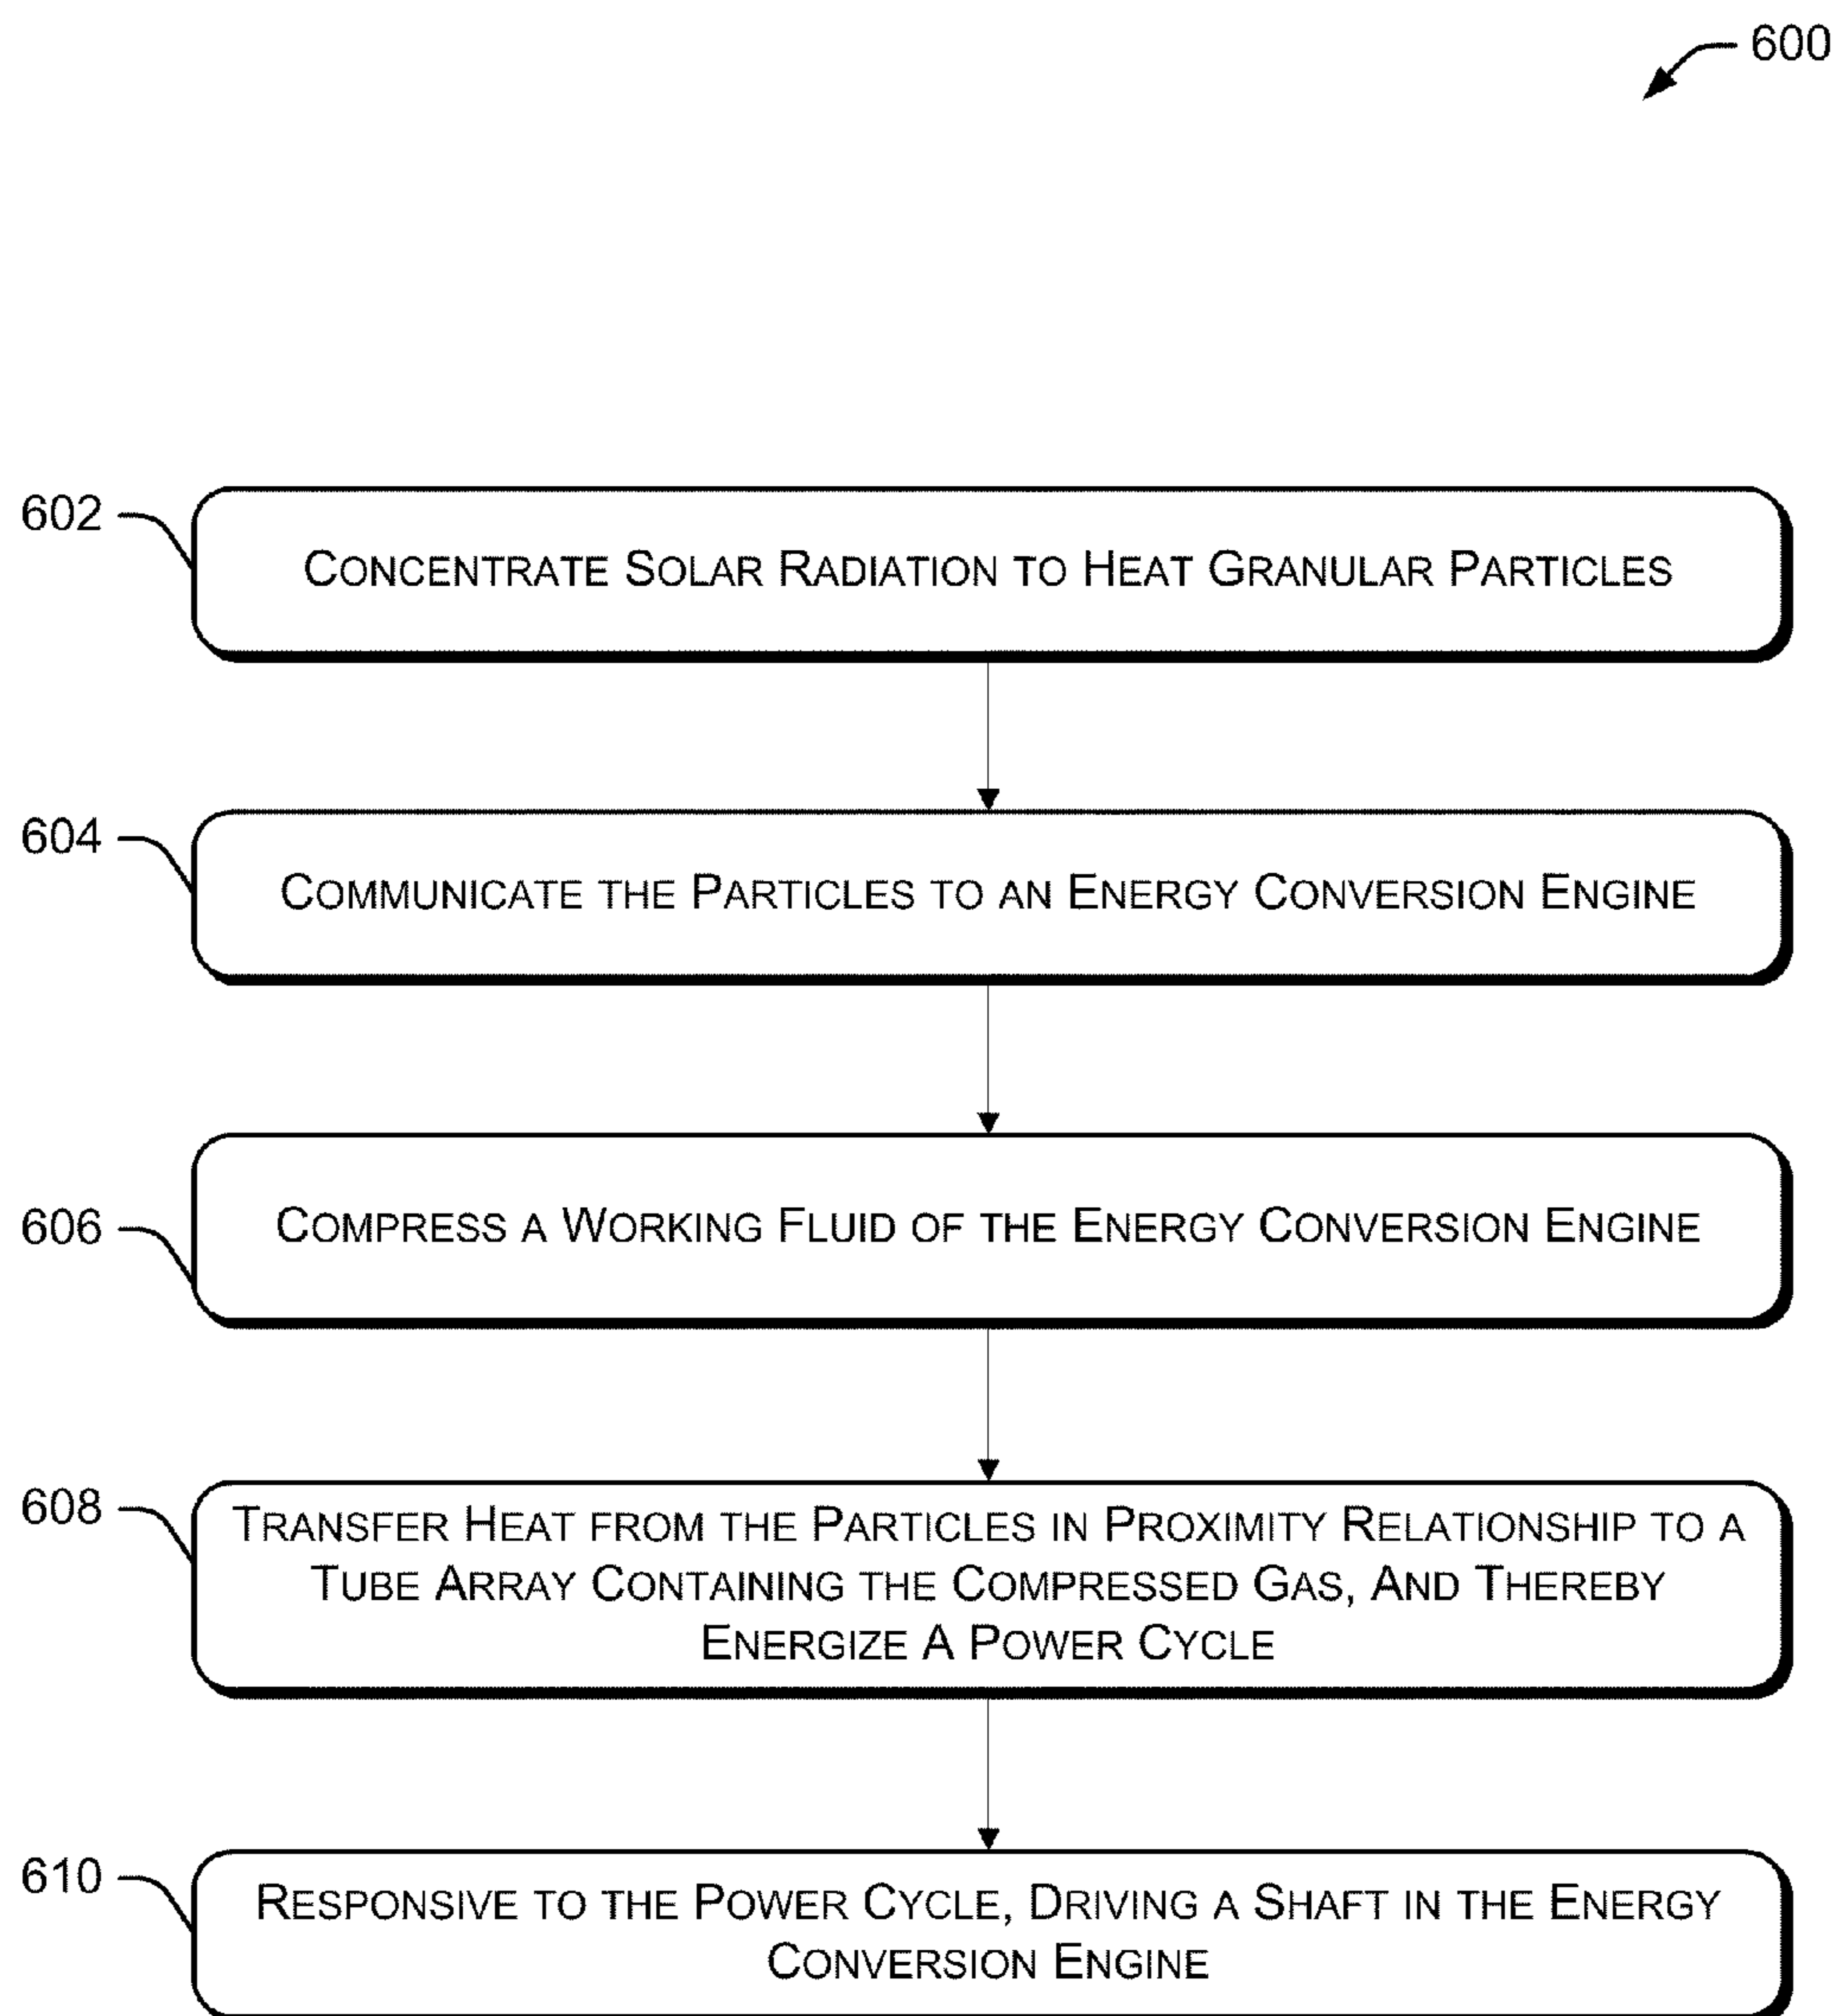 600
602
CONCENTRATE SOLAR RADIATION TO HEAT GRANULAR PARTICLES
604
COMMUNICATE THE PARTICLES TO AN ENERGY CONVERSION ENGINE
606
COMPRESS A WORKING FLUID OF THE ENERGY CONVERSION ENGINE
608
TRANSFER HEAT FROM THE PARTICLES IN PROXIMITY RELATIONSHIP TO A
TUBE ARRAY CONTAINING THE COMPRESSED GAS, AND THEREBY
ENERGIZE A POWER CYCLE
610
RESPONSIVE TO THE POWER CYCLE, DRIVING A SHAFT IN THE ENERGY
CONVERSION ENGINE